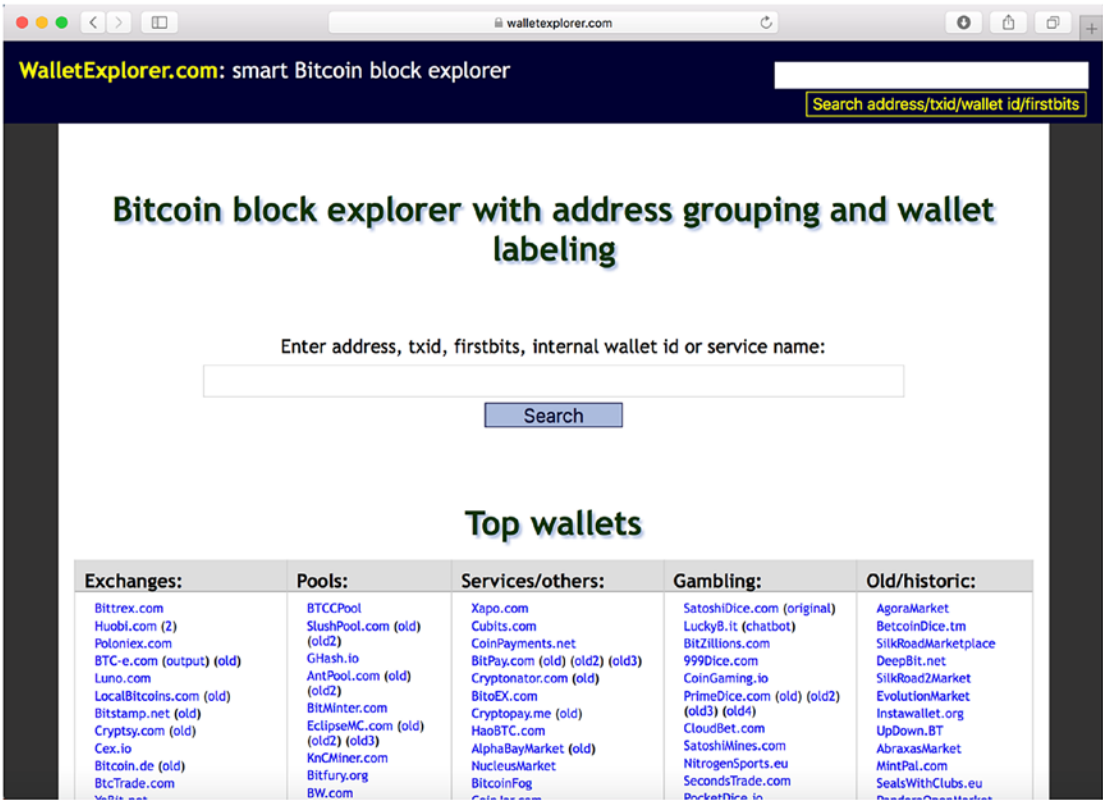 walletexplorer.com
WalletExplorer.com: smart Bitcoin block explorer
Search address/txid/wallet id/firstbits
Bitcoin block explorer with address grouping and wallet
labeling
Enter address, txid, firstbits, internal wallet id or service name:
Search
Top wallets
Exchanges:
Bittrex.com
Huobi.com (2)
Poloniex.com
BTC-e.com (output) (old)
Luno.com
LocalBitcoins.com (old)
Bitstamp.net (old)
Cryptsy.com (old)
Cex.io
Bitcoin.de (old)
BtcTrade.com
YoBit.net
Pools:
BTCCPool
SlushPool.com (old)
(old2)
GHash.io
AntPool.com (old)
(old2)
BitMinter.com
EclipseMC.com (old)
(old2) (old3)
KnCMiner.com
Bitfury.org
BW.com
Services/others:
Xapo.com
Cubits.com
CoinPayments.net
BitPay.com (old) (old2) (old3)
Cryptonator.com (old)
BitoEX.com
Cryptopay.me (old)
HaoBTC.com
AlphaBayMarket (old)
NucleusMarket
BitcoinFog
CoinJar.com
Gambling:
SatoshiDice.com (original)
LuckyB.it (chatbot)
BitZillions.com
999Dice.com
CoinGaming.io
PrimeDice.com (old) (old2)
(old3) (old4)
CloudBet.com
SatoshiMines.com
NitrogenSports.eu
SecondsTrade.com
PocketDice.io
Old/historic:
AgoraMarket
BetcoinDice.tm
SilkRoadMarketplace
DeepBit.net
SilkRoad2Market
EvolutionMarket
Instawallet.org
UpDown.BT
AbraxasMarket
MintPal.com
SealsWithClubs.eu
PandoraOpenMarket